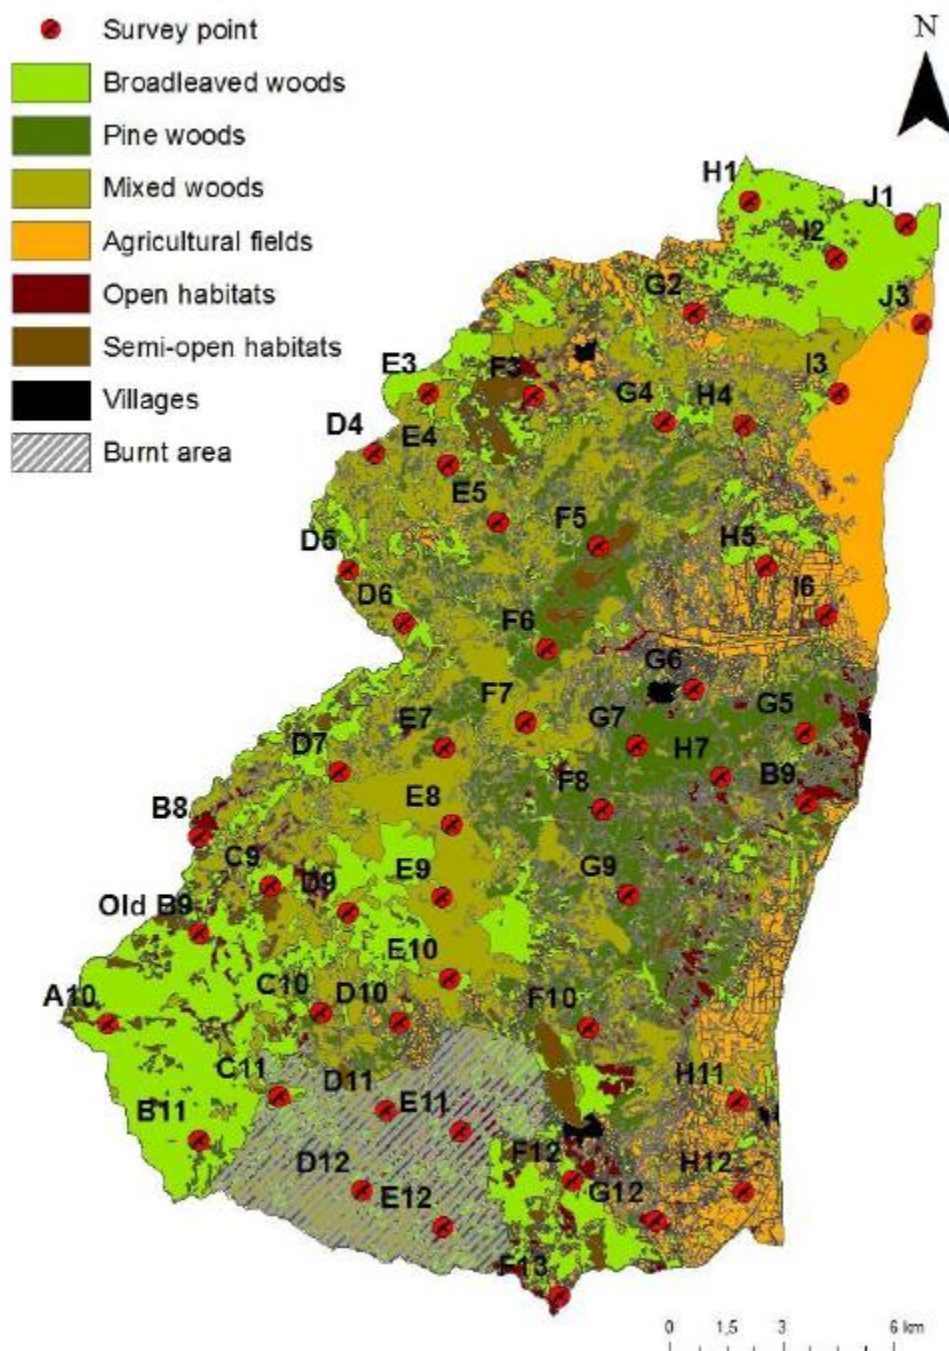 Survey point
Broadleaved woods
Pine woods
Mixed woods
Agricultural fields
Open habitats
Semi-open habitats
Villages
Burnt area
N
H1
J1
I2
G2
J3
E3
F3
I3
G4
H4
D4
E4
E5
F5
H5
D5
I6
D6
F6
G6
F7
G5
E7
G7
D7
H7
B9
F8
E8
B8
C9
D9
E9
G9
Old B9
E10
A10
C10
D10
F10
C11
D11
E11
H11
B11
F12
D12
H12
E12
G12
F13
0 1,5 3 6 km